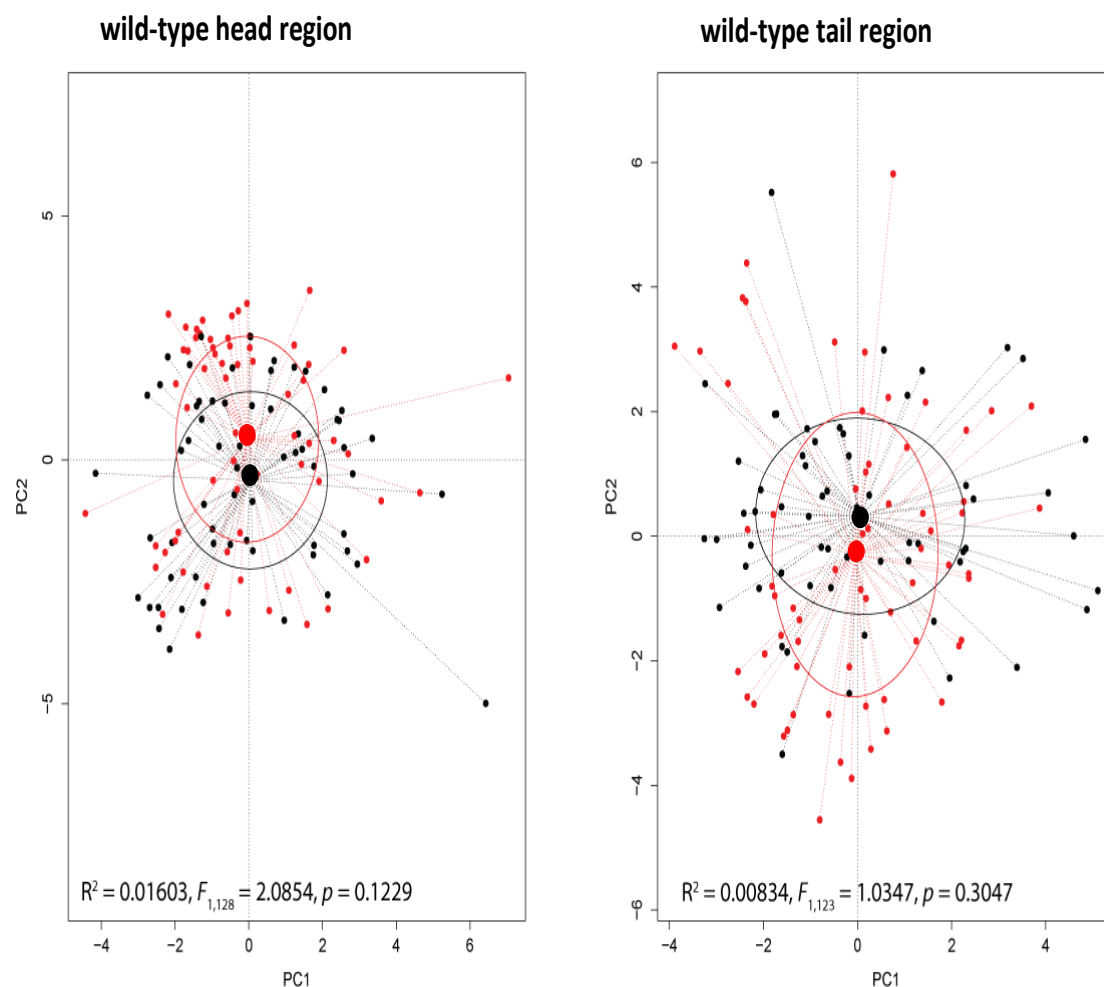 wild-type head region
wild-type tail region
PC2
5
0
−5
−4
−2
0
2
4
6
PC1
R² = 0.01603, F1,128 = 2.0854, p = 0.1229
PC2
6
4
2
0
−2
−4
−6
−4
−2
0
2
4
PC1
R² = 0.00834, F1,123 = 1.0347, p = 0.3047